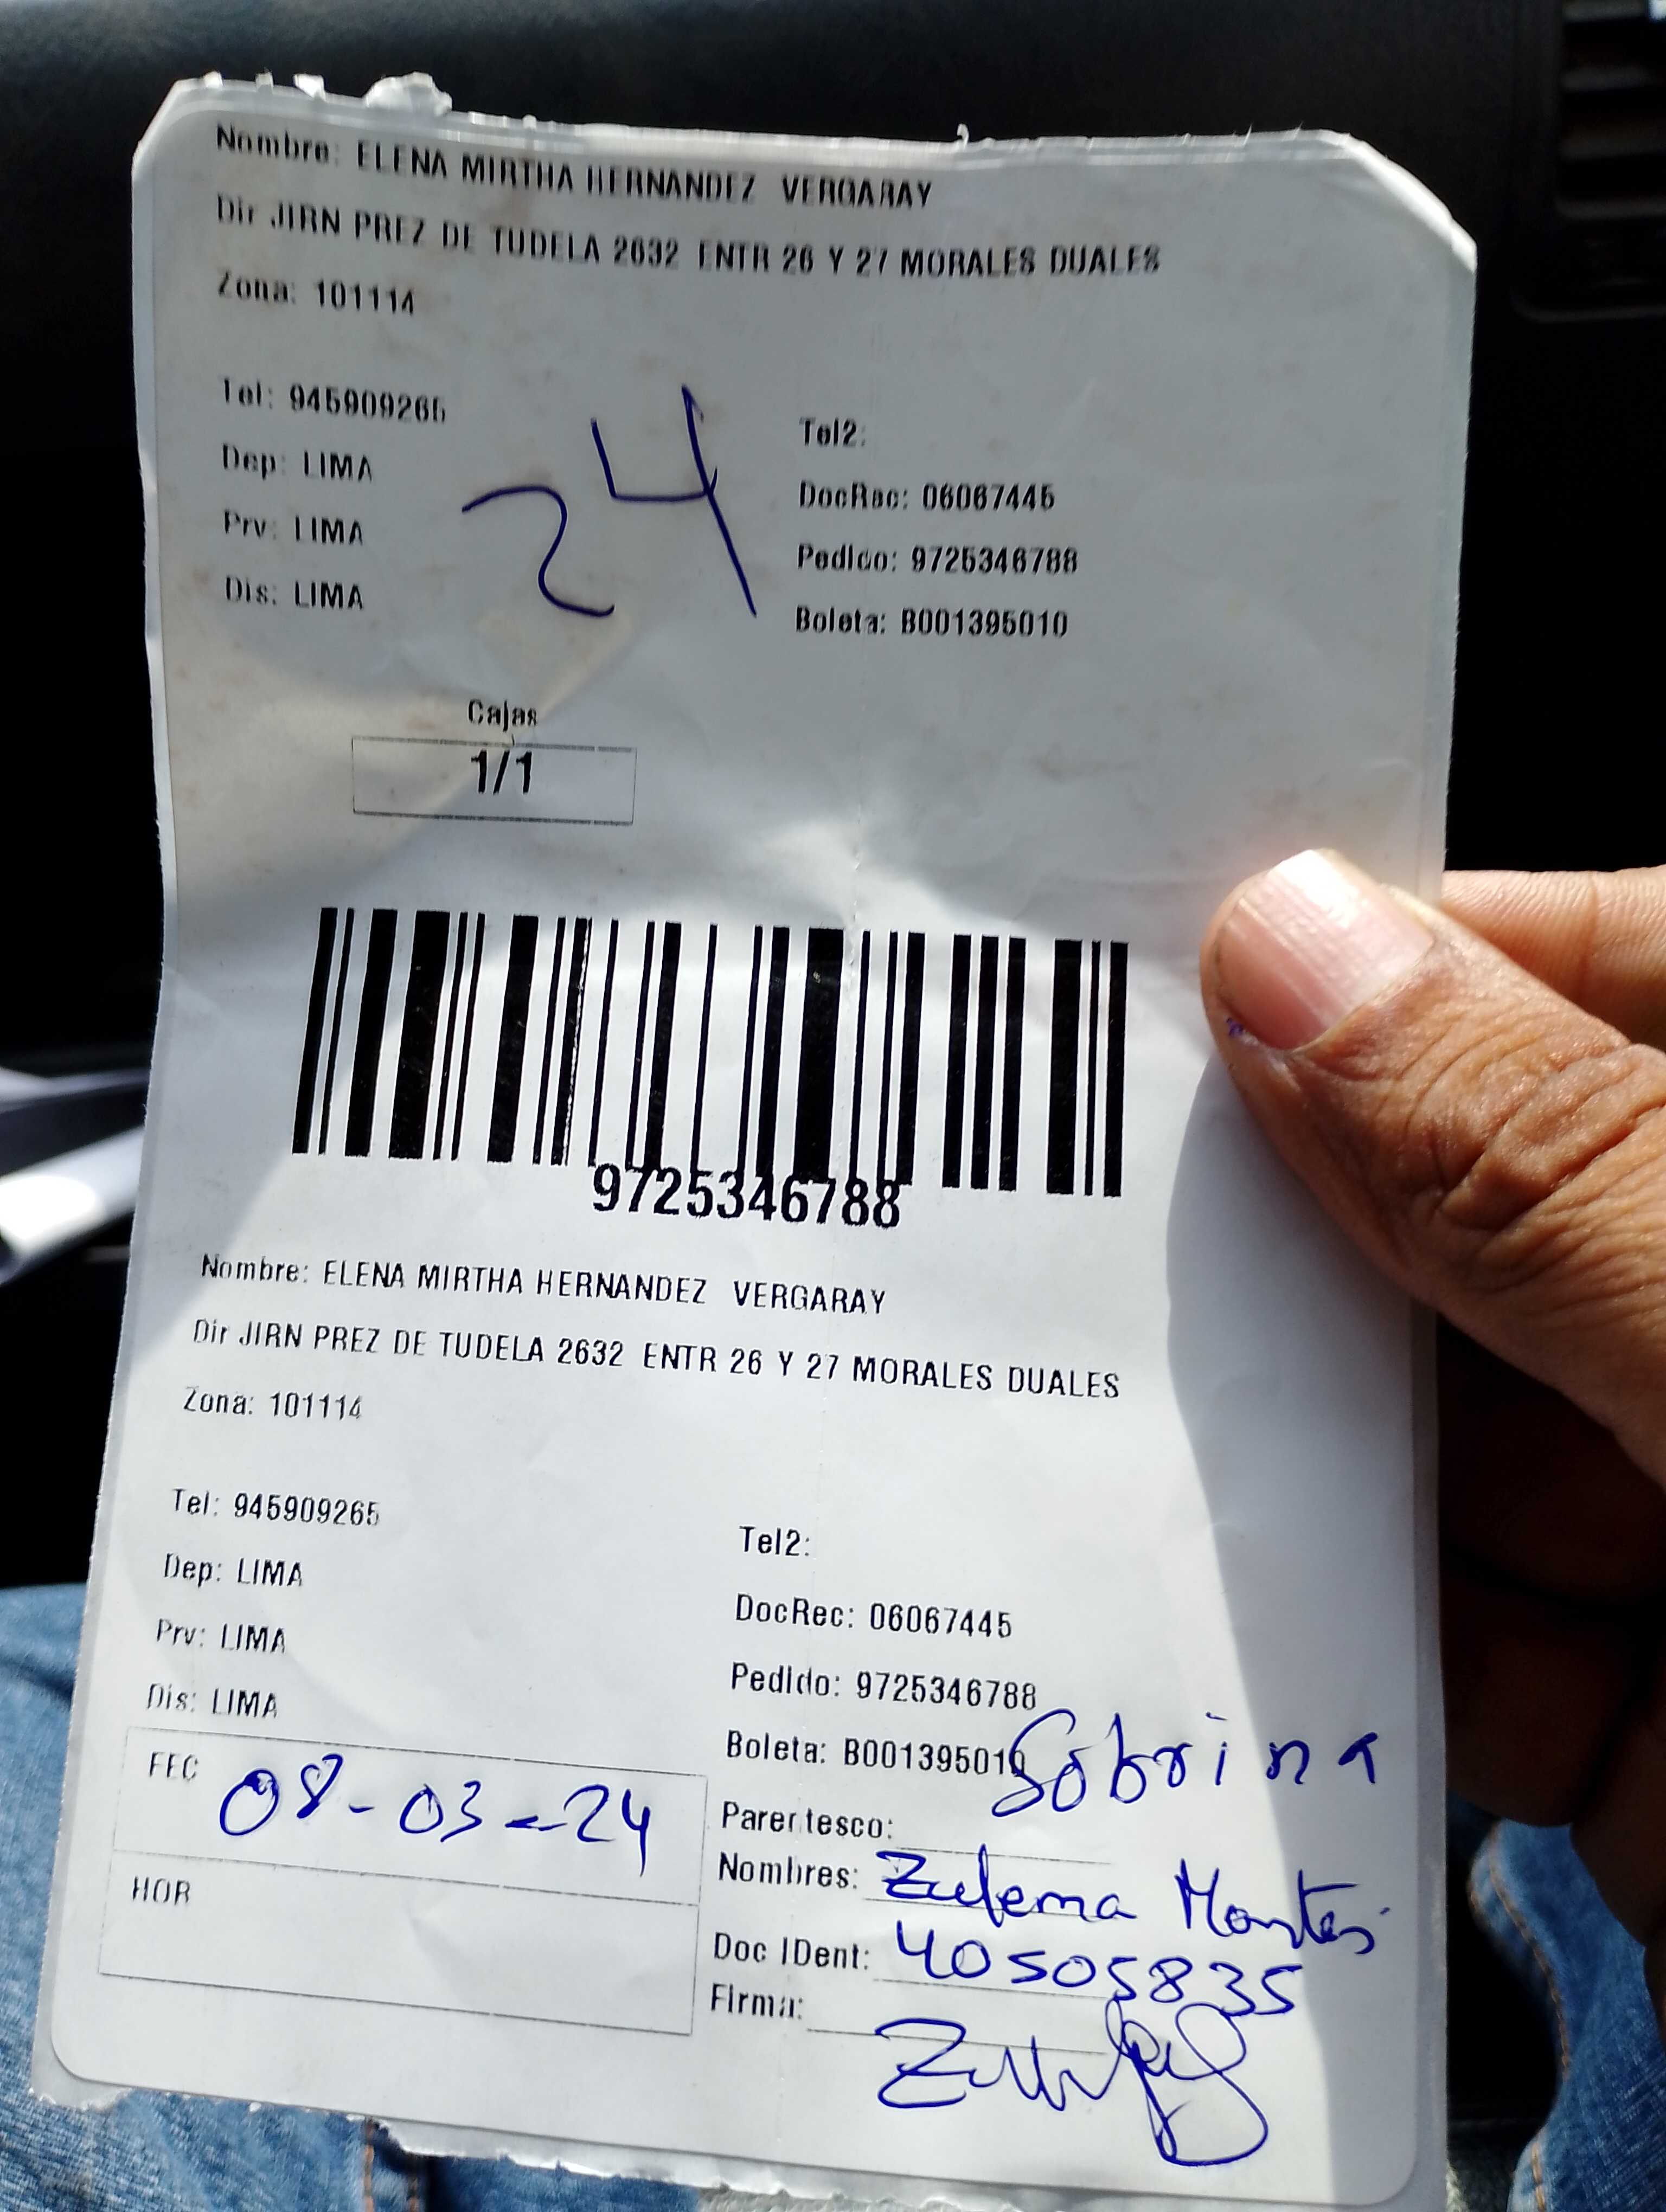 Nombre: ELENA MIRTHA HERNANDEZ VERGARAY
Dir JIRN PREZ DE TUDELA 2632 ENTR 26 Y 27 MORALES DUALES
Zona: 101114
Tel: 945909265
Tel2:
Dep: LIMA
DocRec: 06067445
Prv: LIMA
Pedido: 9725346788
Dis: LIMA
Boleta: B001395010
24
Cajas
1/1
9725346788
Nombre: ELENA MIRTHA HERNANDEZ VERGARAY
Dir JIRN PREZ DE TUDELA 2632 ENTR 26 Y 27 MORALES DUALES
Zona: 101114
Tel: 945909265
Tel2:
Dep: LIMA
DocRec: 06067445
Prv: LIMA
Pedido: 9725346788
Dis: LIMA
Boleta: B001395010
FEC 08-03-24
HOR
Parentesco: Sobrina
Nombres: Zulema Montes
Doc IDent: 40505835
Firma: